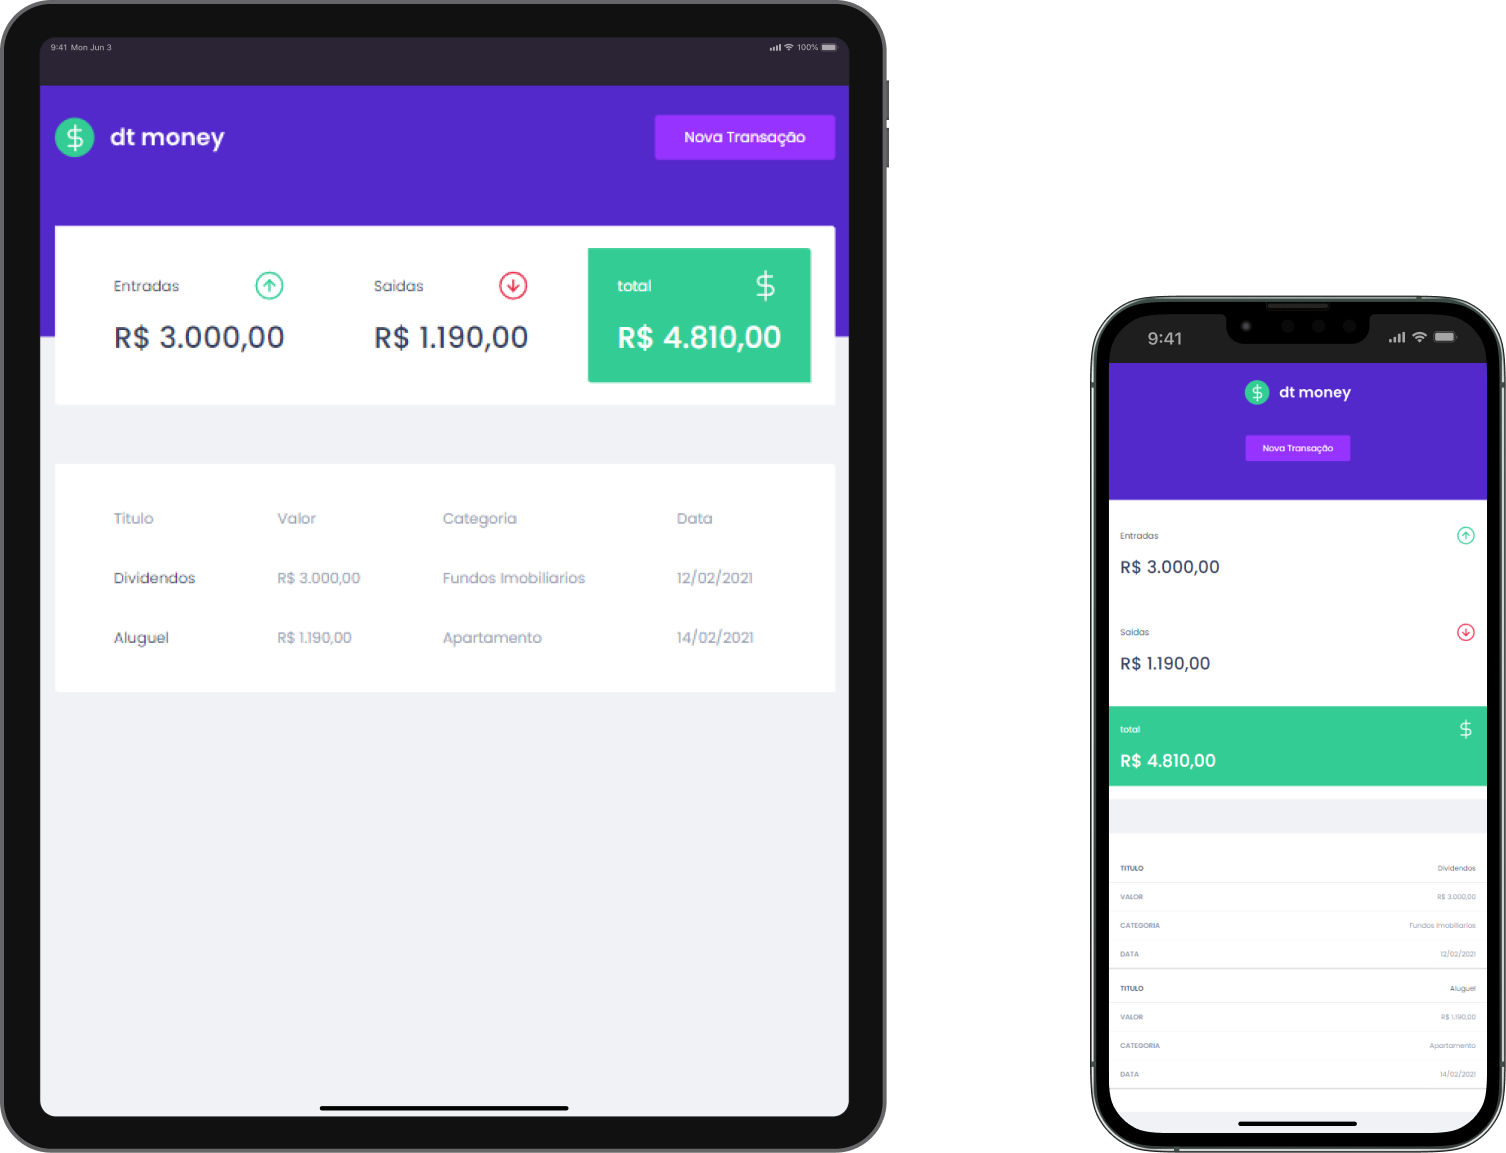 9:41 Mon Jun 3
100%
$ dt money
Nova Transação
Entradas
Saidas
total $
R$ 3.000,00
R$ 1.190,00
R$ 4.810,00
Titulo Valor Categoria Data
Dividendos R$ 3.000,00 Fundos Imobiliarios 12/02/2021
Aluguel R$ 1.190,00 Apartamento 14/02/2021
9:41
$ dt money
Nova Transação
Entradas
R$ 3.000,00
Saidas
R$ 1.190,00
total $
R$ 4.810,00
TITULO Dividendos
VALOR R$ 3.000,00
CATEGORIA Fundos Imobiliarios
DATA 12/02/2021
TITULO Aluguel
VALOR R$ 1.190,00
CATEGORIA Apartamento
DATA 14/02/2021